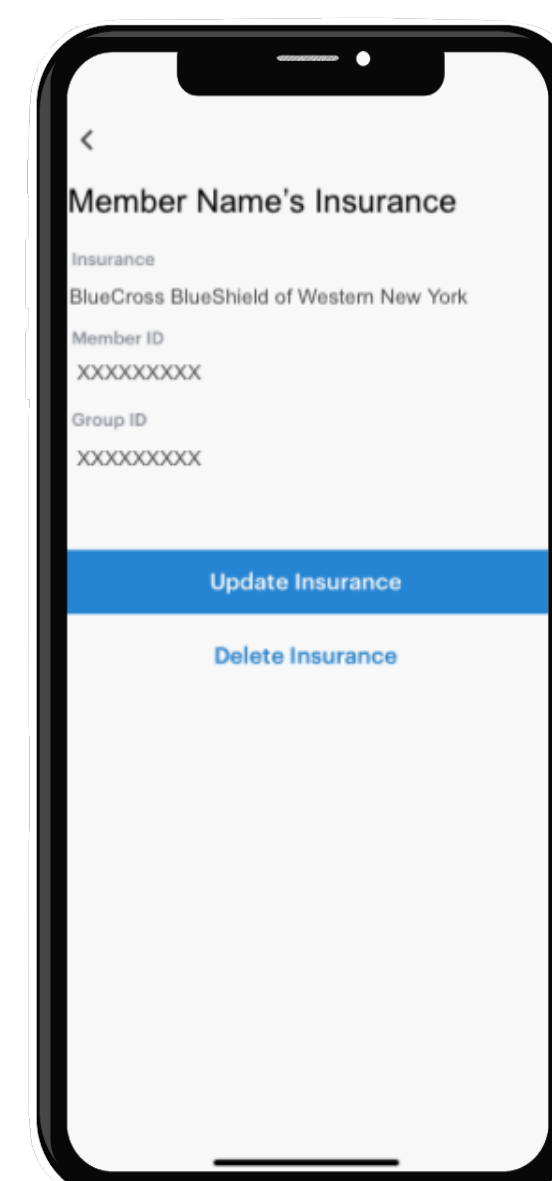 Member Name's Insurance
Insurance
BlueCross BlueShield of Western New York
Member ID
XXXXXXXXX
Group ID
XXXXXXXXX
Update Insurance
Delete Insurance